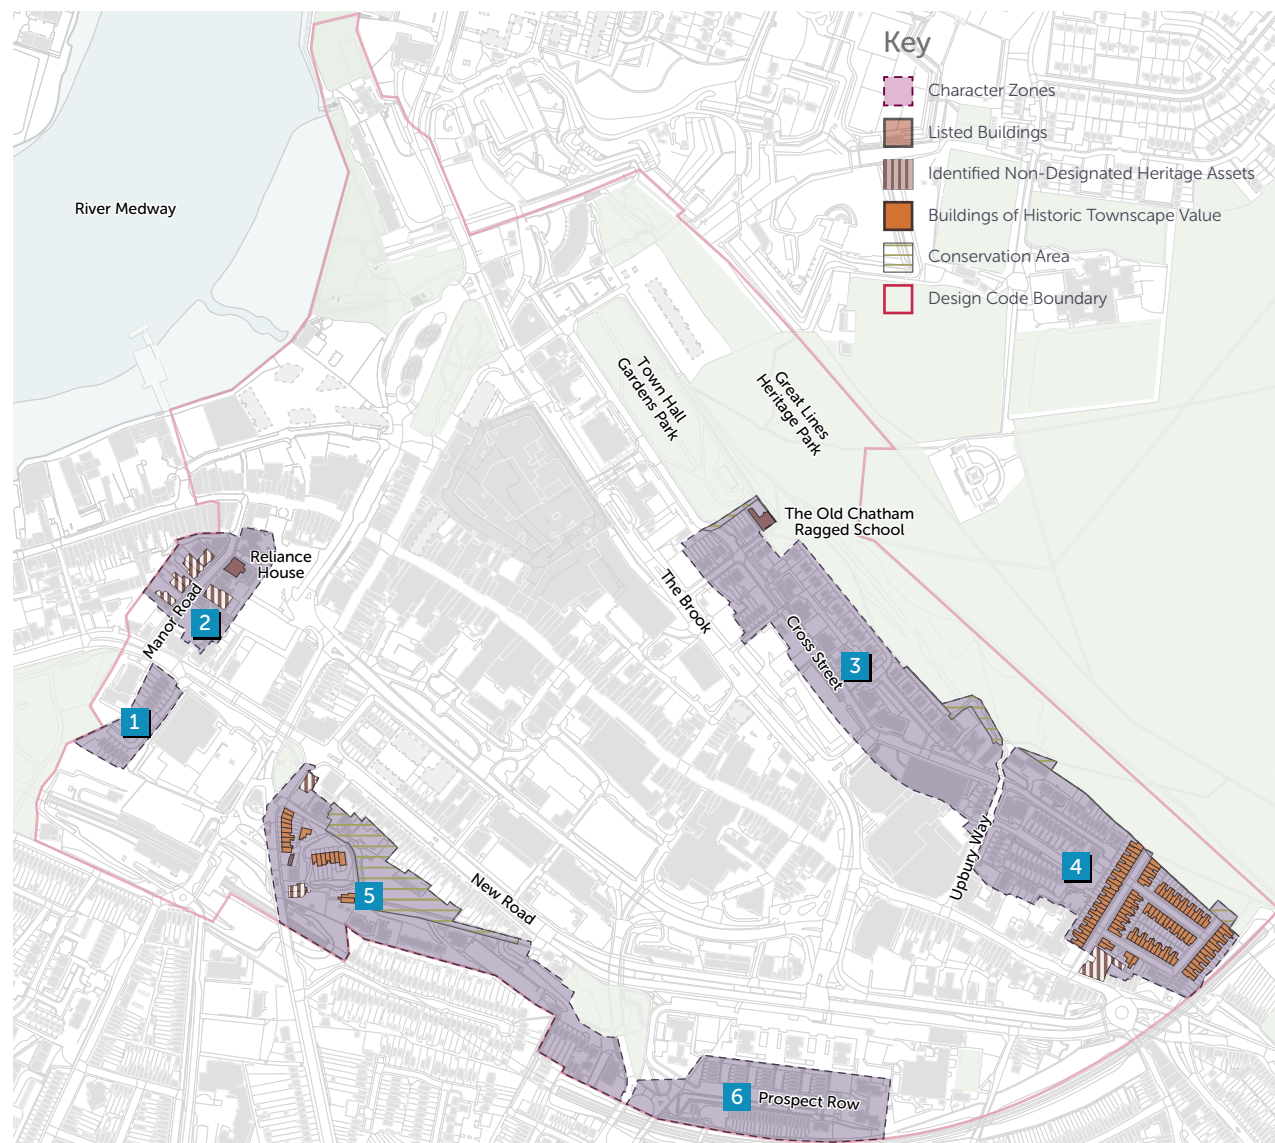 Key
Character Zones
Listed Buildings
Identified Non-Designated Heritage Assets
Buildings of Historic Townscape Value
Conservation Area
Design Code Boundary
River Medway
Town Hall
Gardens Park
Great Lines
Heritage Park
The Old Chatham
Ragged School
Reliance
House
Manor Road
The Brook
Cross Street
2
3
1
Upbury Way
4
5
New Road
6
Prospect Row